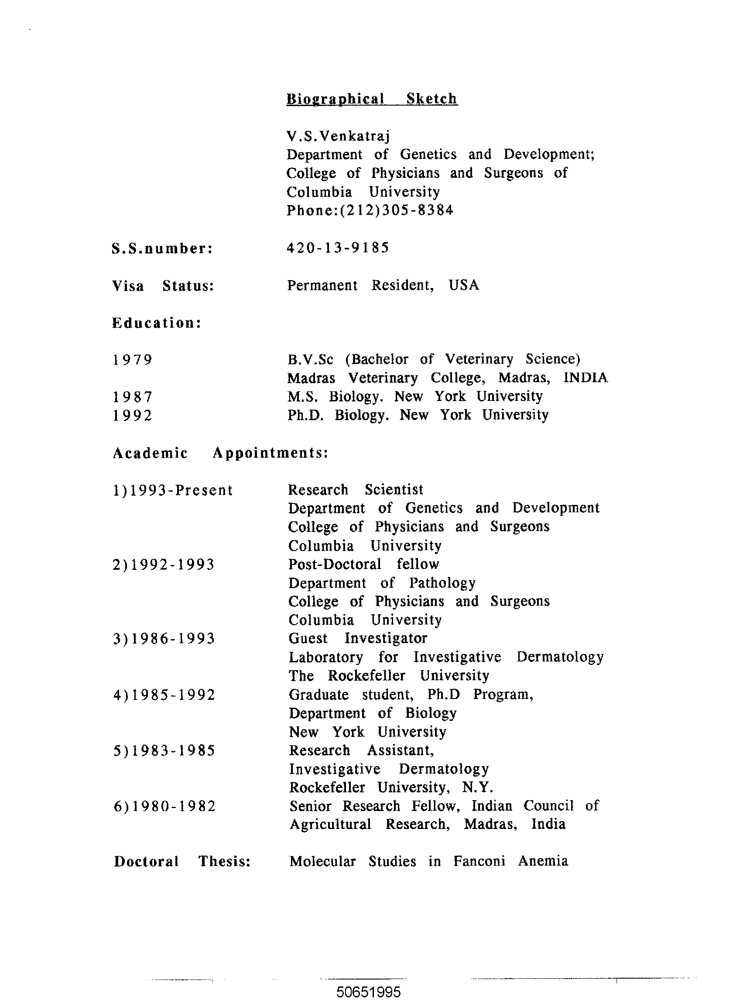 Biographical Sketch
V.S.Venkatraj
Department of Genetics and Development;
College of Physicians and Surgeons of
Columbia University
Phone:(212)305-8384
S.S.number: 420-13-9185
Visa Status: Permanent Resident, USA
Education:
1979 B.V.Sc (Bachelor of Veterinary Science)
Madras Veterinary College, Madras, INDIA
1987 M.S. Biology. New York University
1992 Ph.D. Biology. New York University
Academic Appointments:
1)1993-Present Research Scientist
Department of Genetics and Development
College of Physicians and Surgeons
Columbia University
2)1992-1993 Post-Doctoral fellow
Department of Pathology
College of Physicians and Surgeons
Columbia University
3)1986-1993 Guest Investigator
Laboratory for Investigative Dermatology
The Rockefeller University
4)1985-1992 Graduate student, Ph.D Program,
Department of Biology
New York University
5)1983-1985 Research Assistant,
Investigative Dermatology
Rockefeller University, N.Y.
6)1980-1982 Senior Research Fellow, Indian Council of
Agricultural Research, Madras, India
Doctoral Thesis: Molecular Studies in Fanconi Anemia
50651995